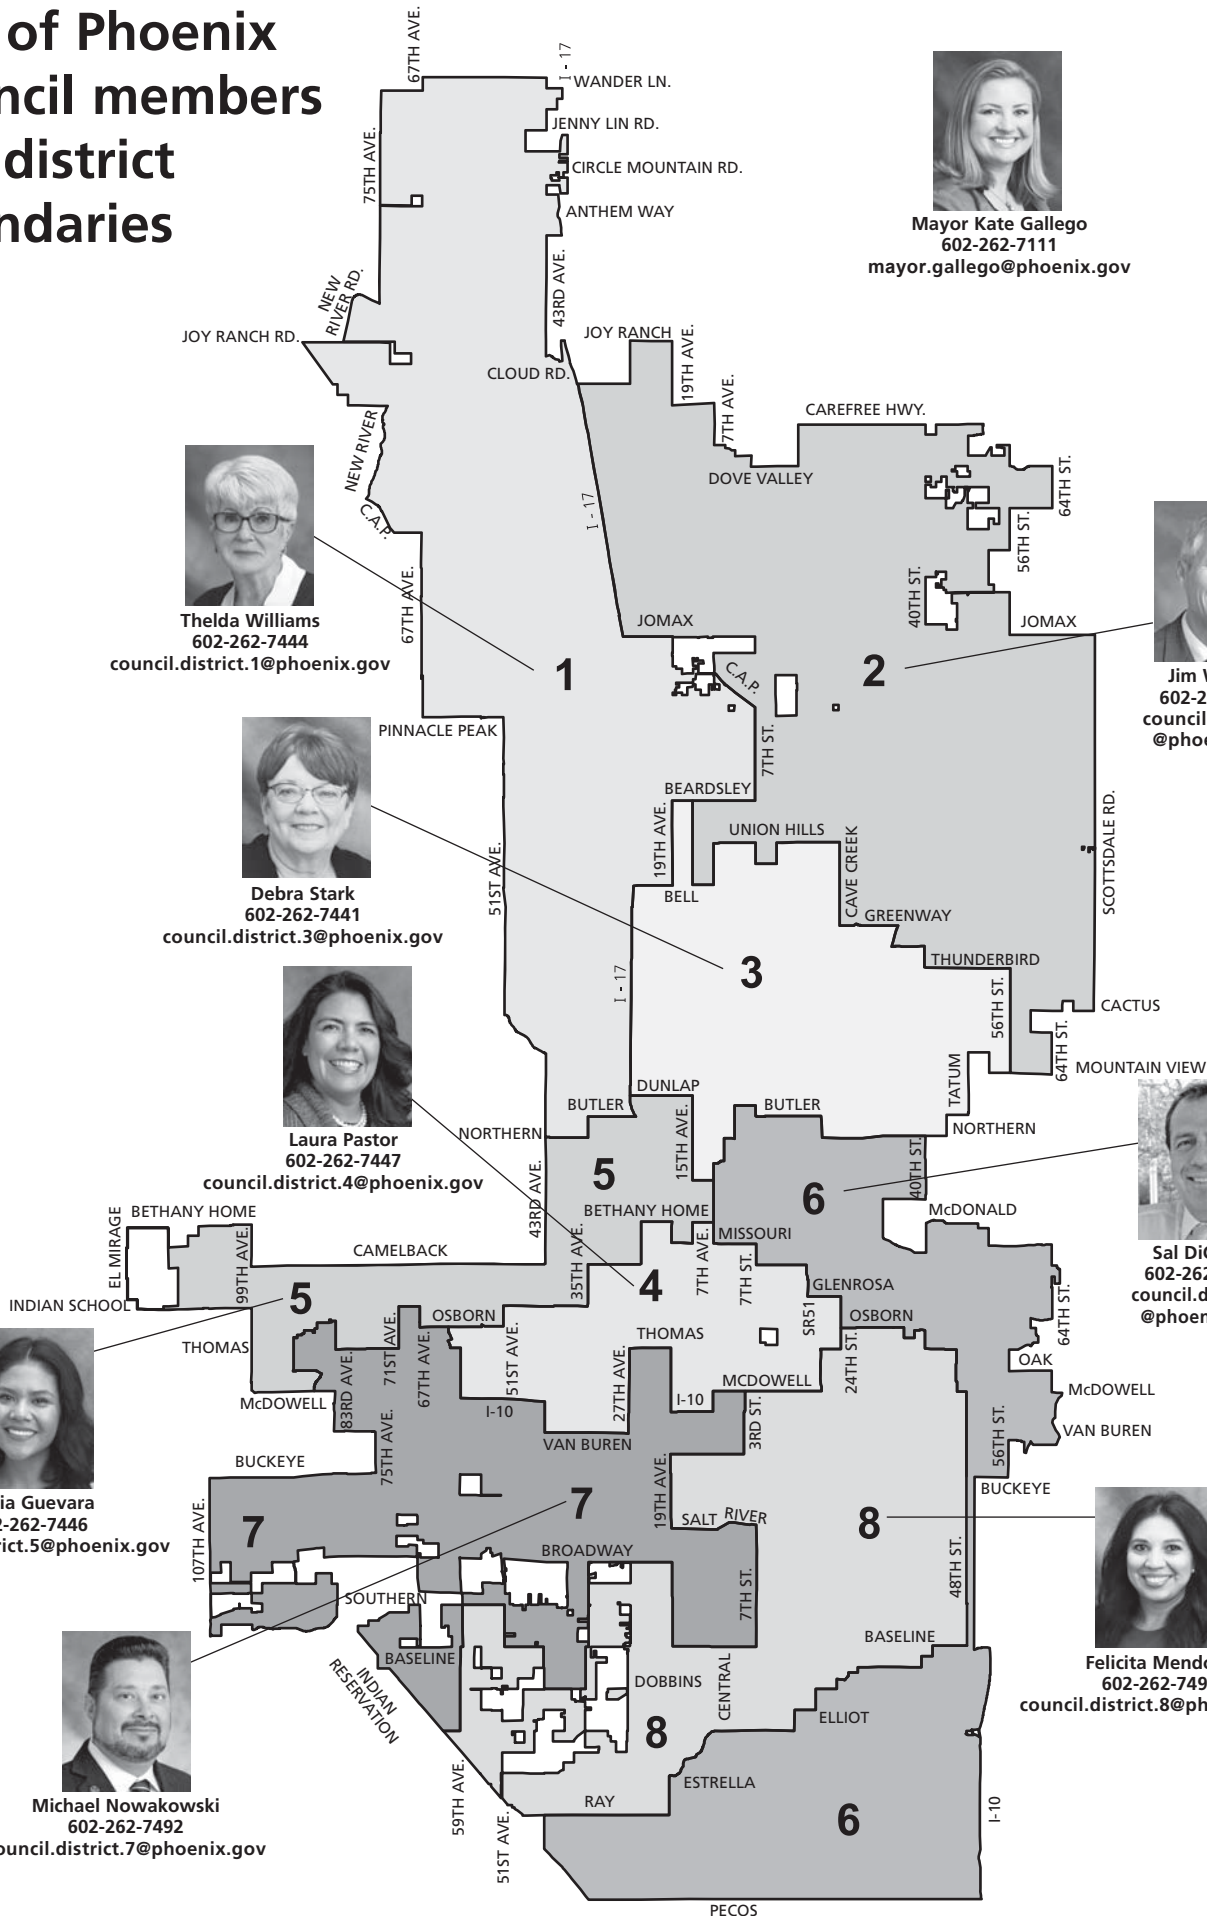 of Phoenix
ncil members
district
ndaries
67TH AVE.
I - 17
WANDER LN.
JENNY LIN RD.
CIRCLE MOUNTAIN RD.
ANTHEM WAY
75TH AVE.
43RD AVE.
NEW
RIVER RD.
JOY RANCH RD.
JOY RANCH
CLOUD RD.
19TH AVE.
7TH AVE.
CAREFREE HWY.
DOVE VALLEY
64TH ST.
56TH ST.
40TH ST.
NEW RIVER
C.A.P.
I - 17
67TH AVE.
JOMAX
JOMAX
Mayor Kate Gallego
602-262-7111
mayor.gallego@phoenix.gov
Thelda Williams
602-262-7444
council.district.1@phoenix.gov
1
2
C.A.P.
Jim W
602-2
council
@phoe
PINNACLE PEAK
7TH ST.
BEARDSLEY
19TH AVE.
UNION HILLS
CAVE CREEK
SCOTTSDALE RD.
51ST AVE.
BELL
GREENWAY
Debra Stark
602-262-7441
council.district.3@phoenix.gov
I - 17
3
THUNDERBIRD
56TH ST.
CACTUS
64TH ST.
MOUNTAIN VIEW
TATUM
DUNLAP
BUTLER
BUTLER
NORTHERN
NORTHERN
15TH AVE.
40TH ST.
Laura Pastor
602-262-7447
council.district.4@phoenix.gov
5
6
43RD AVE.
BETHANY HOME
BETHANY HOME
McDONALD
EL MIRAGE
99TH AVE.
CAMELBACK
35TH AVE.
7TH AVE.
MISSOURI
7TH ST.
Sal DiC
602-262
council.d
@phoen
4
GLENROSA
INDIAN SCHOOL
5
OSBORN
SR51
OSBORN
64TH ST.
THOMAS
71ST AVE.
67TH AVE.
51ST AVE.
THOMAS
24TH ST.
OAK
83RD AVE.
27TH AVE.
McDOWELL
I-10
I-10
MCDOWELL
McDOWELL
3RD ST.
VAN BUREN
VAN BUREN
75TH AVE.
56TH ST.
BUCKEYE
BUCKEYE
ia Guevara
2-262-7446
rict.5@phoenix.gov
107TH AVE.
7
7
19TH AVE.
SALT RIVER
8
BROADWAY
48TH ST.
7TH ST.
SOUTHERN
BASELINE
BASELINE
INDIAN
RESERVATION
DOBBINS
CENTRAL
Felicita Mendo
602-262-749
council.district.8@ph
8
ELLIOT
ESTRELLA
59TH AVE.
RAY
51ST AVE.
6
I-10
Michael Nowakowski
602-262-7492
ouncil.district.7@phoenix.gov
PECOS